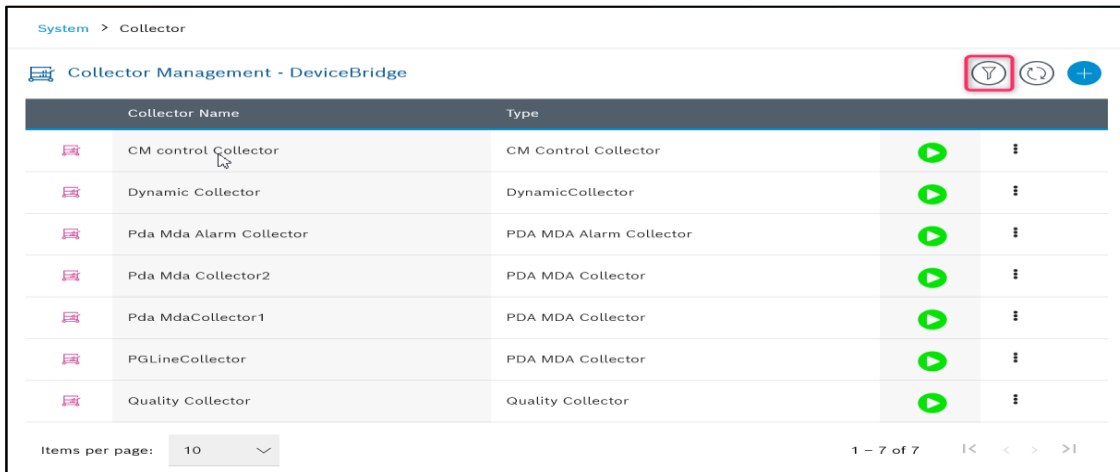 System > Collector
Collector Management - DeviceBridge
Collector Name Type
CM control Collector CM Control Collector
Dynamic Collector DynamicCollector
Pda Mda Alarm Collector PDA MDA Alarm Collector
Pda Mda Collector2 PDA MDA Collector
Pda MdaCollector1 PDA MDA Collector
PGLineCollector PDA MDA Collector
Quality Collector Quality Collector
Items per page: 10 1 – 7 of 7